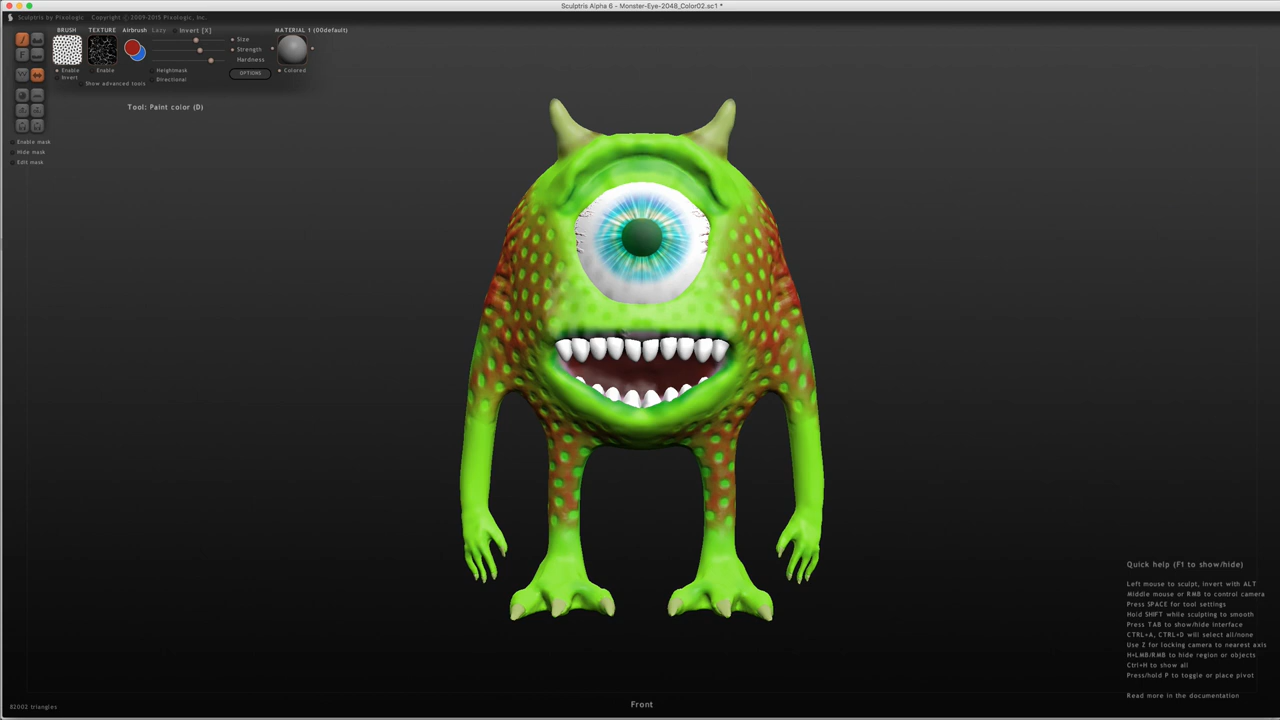 Sculptris Alpha 6 - Monster-Eye-2048_Color02.sc1 *
Sculptris by Pixologic Copyright © 2009-2015 Pixologic, Inc.
BRUSH TEXTURE Airbrush Lazy Invert [X] MATERIAL 1 (00default)
Size
Strength
Hardness
Enable Enable Heightmask OPTIONS Colored
Invert Directional
Show advanced tools
Tool: Paint color (D)
Enable mask
Hide mask
Edit mask
Quick help (F1 to show/hide)
Left mouse to sculpt, invert with ALT
Middle mouse or RMB to control camera
Press SPACE for tool settings
Hold SHIFT while sculpting to smooth
Press TAB to show/hide interface
CTRL+A, CTRL+D will select all/none
Use Z for locking camera to nearest axis
H+LMB/RMB to hide region or objects
Ctrl+H to show all
Press/hold P to toggle or place pivot
Read more in the documentation
Front
82002 triangles